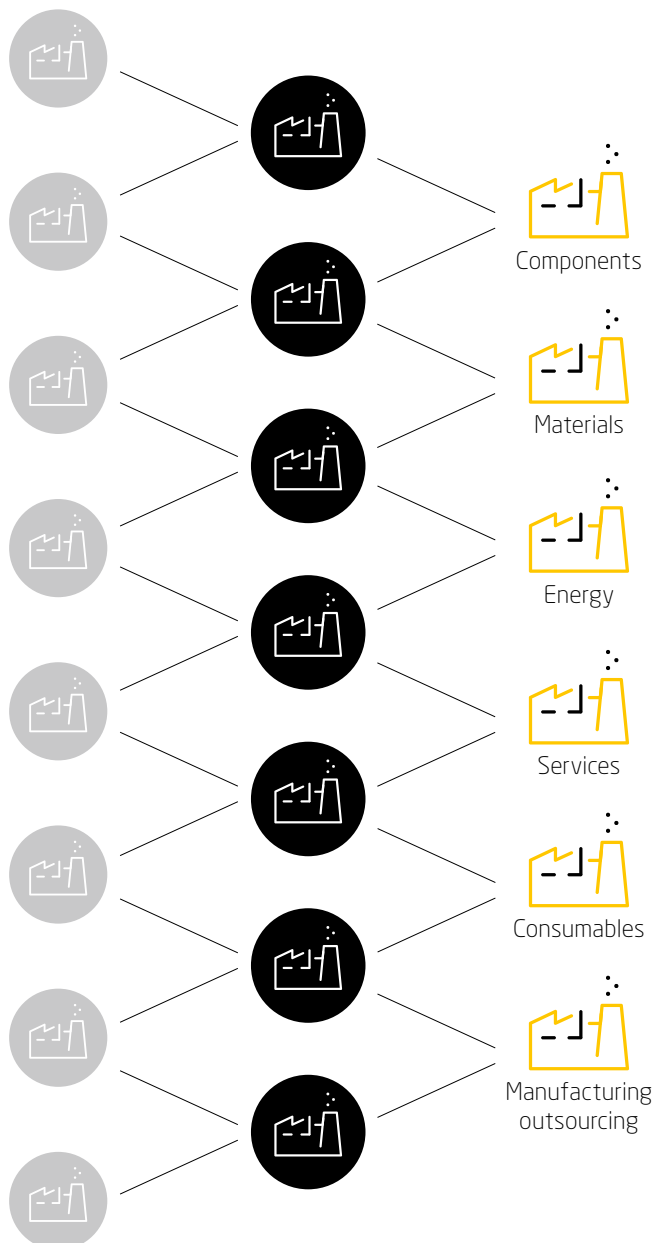 Components
Materials
Energy
Services
Consumables
Manufacturing
outsourcing